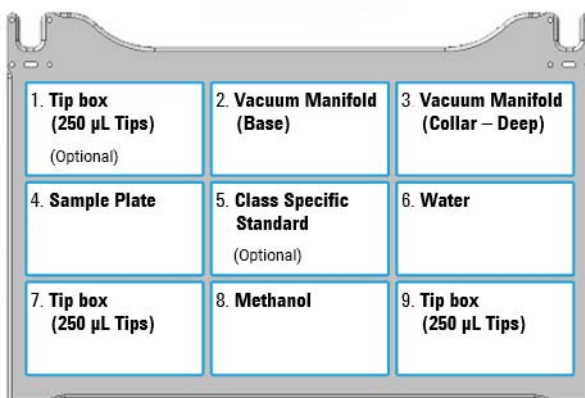 1. Tip box
(250 µL Tips)
(Optional)
2. Vacuum Manifold
(Base)
3. Vacuum Manifold
(Collar – Deep)
4. Sample Plate
5. Class Specific
Standard
(Optional)
6. Water
7. Tip box
(250 µL Tips)
8. Methanol
9. Tip box
(250 µL Tips)